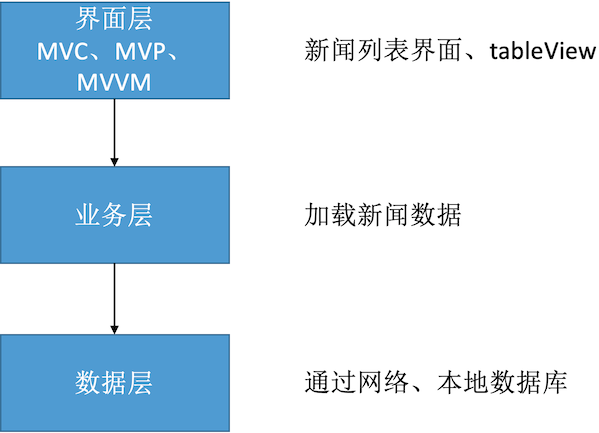 界面层
MVC、MVP、
MVVM
新闻列表界面、tableView
业务层
加载新闻数据
数据层
通过网络、本地数据库